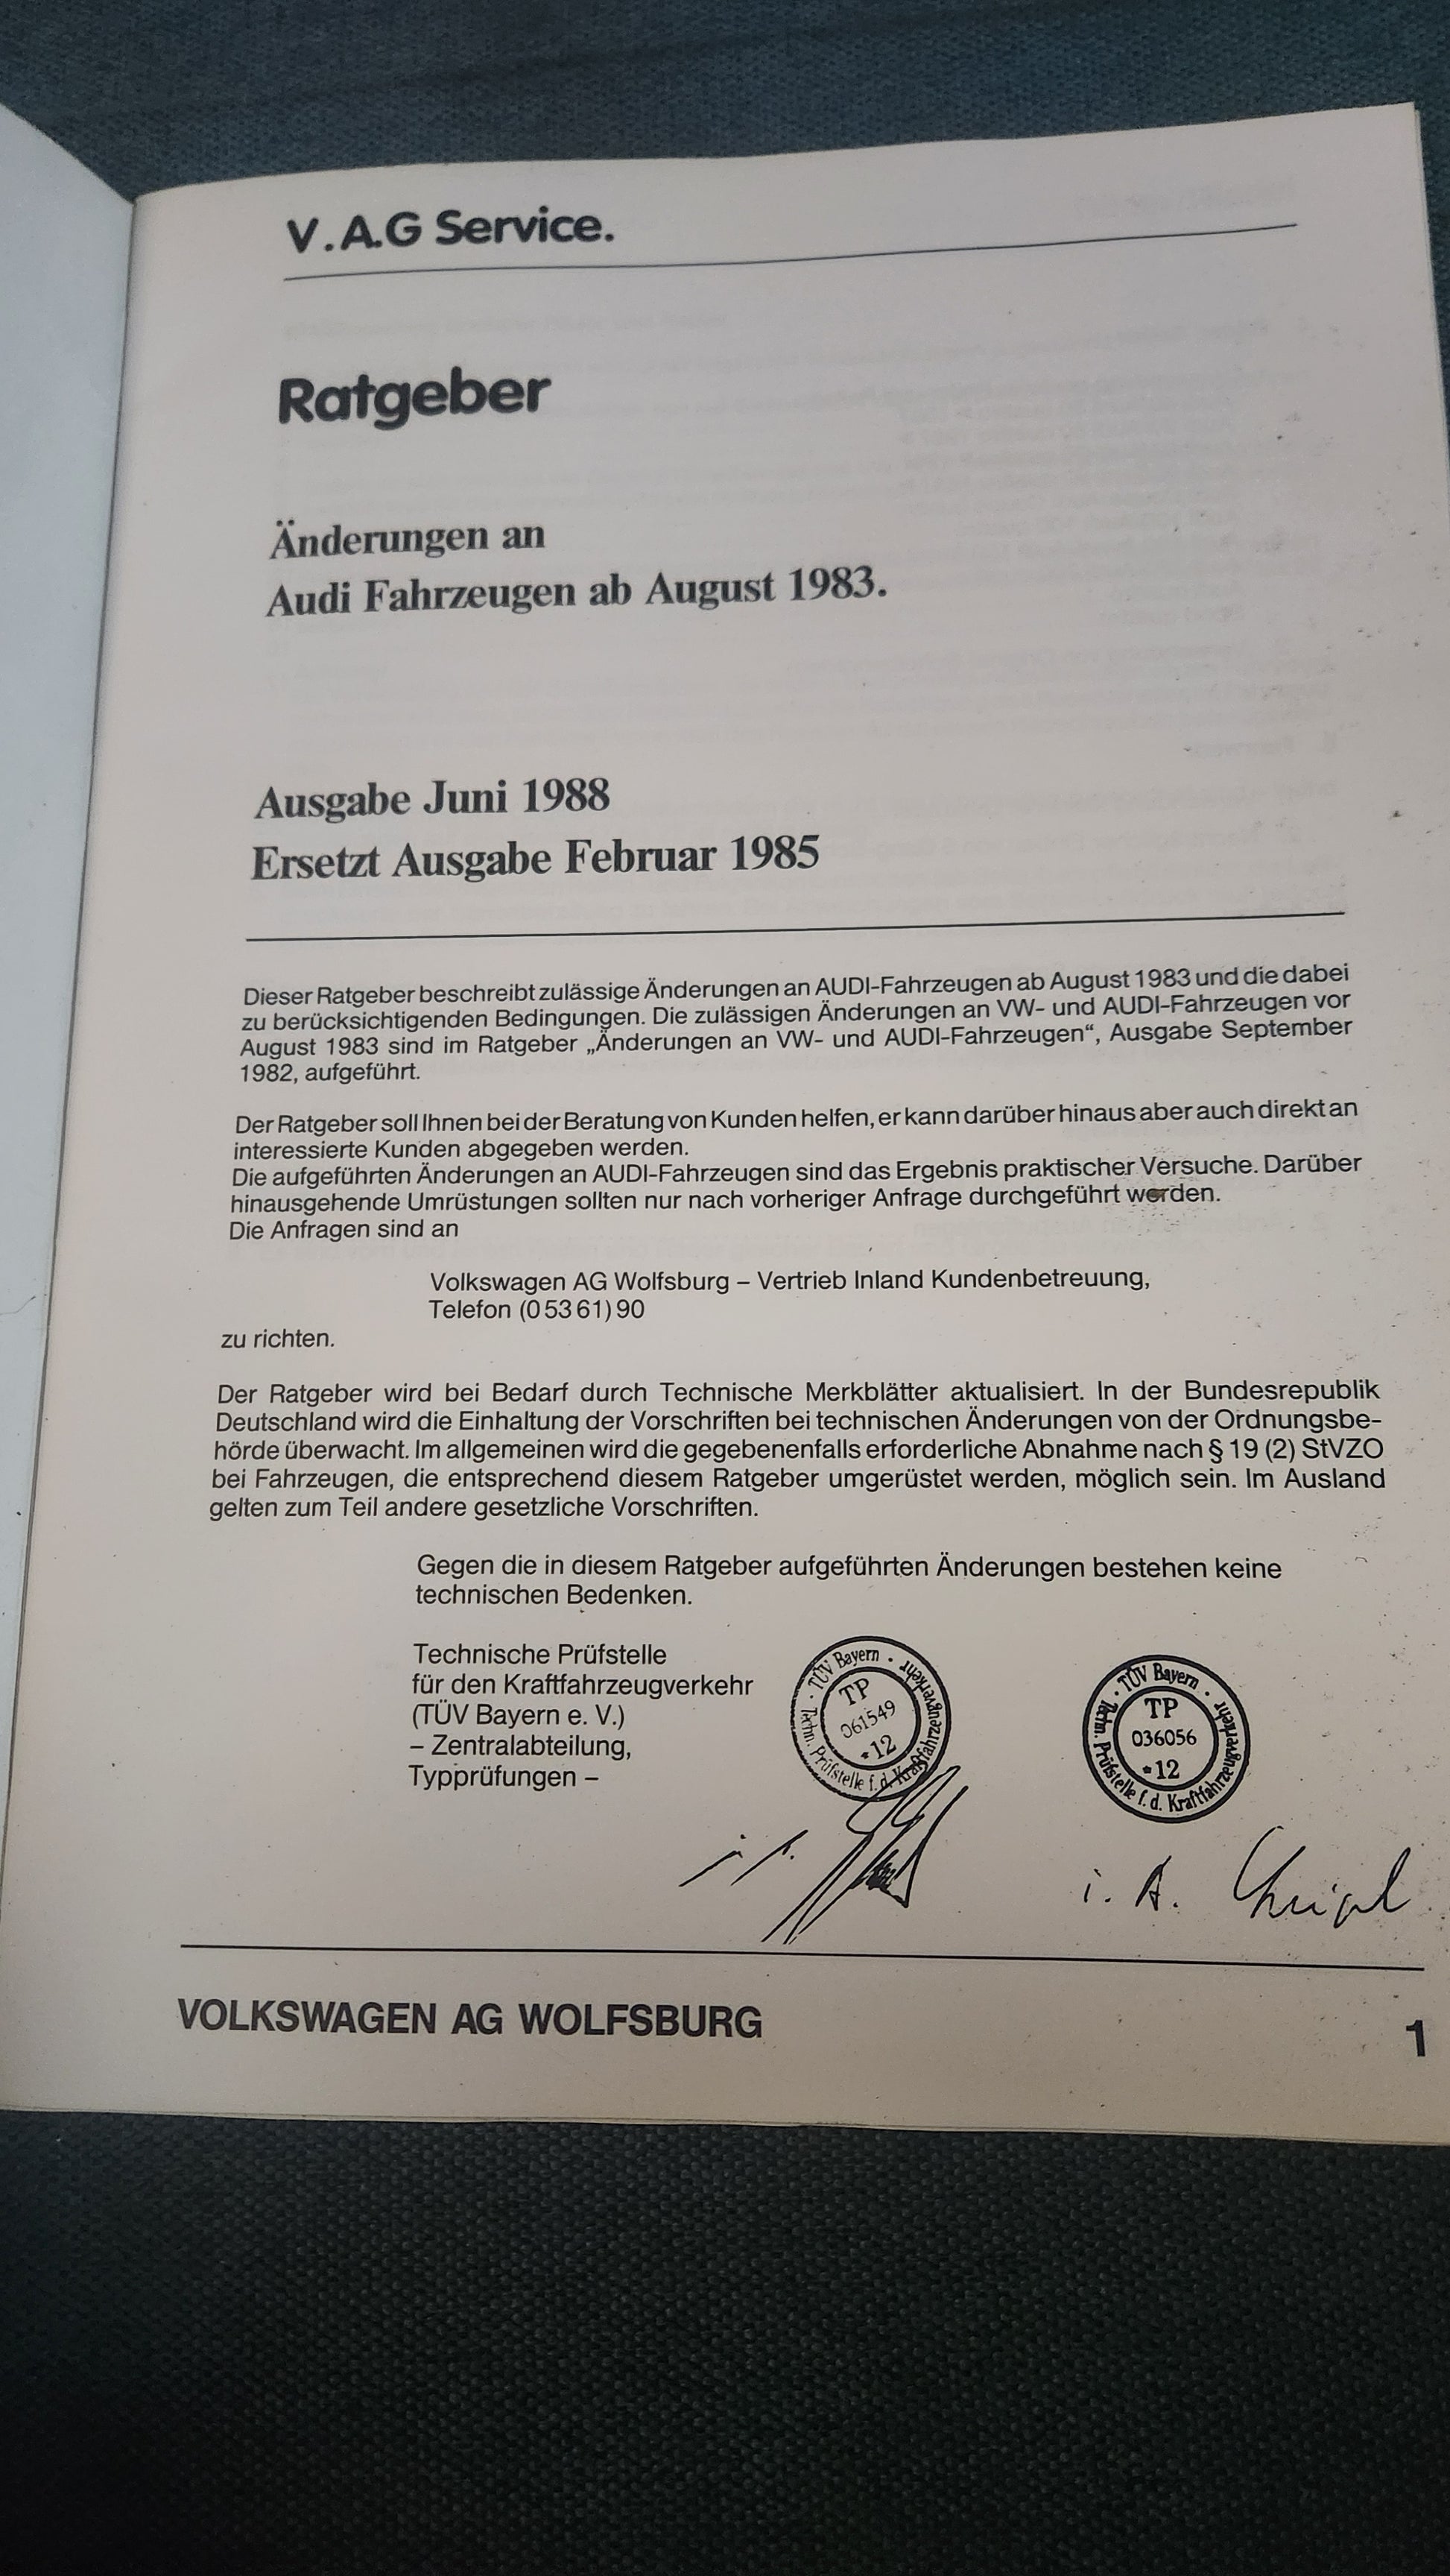 V.A.G Service.
Ratgeber
Änderungen an
Audi Fahrzeugen ab August 1983.
Ausgabe Juni 1988
Ersetzt Ausgabe Februar 1985
Dieser Ratgeber beschreibt zulässige Änderungen an AUDI-Fahrzeugen ab August 1983 und die dabei
zu berücksichtigenden Bedingungen. Die zulässigen Änderungen an VW- und AUDI-Fahrzeugen vor
August 1983 sind im Ratgeber „Änderungen an VW- und AUDI-Fahrzeugen“, Ausgabe September
1982, aufgeführt.
Der Ratgeber soll Ihnen bei der Beratung von Kunden helfen, er kann darüber hinaus aber auch direkt an
interessierte Kunden abgegeben werden.
Die aufgeführten Änderungen an AUDI-Fahrzeugen sind das Ergebnis praktischer Versuche. Darüber
hinausgehende Umrüstungen sollten nur nach vorheriger Anfrage durchgeführt werden.
Die Anfragen sind an
Volkswagen AG Wolfsburg – Vertrieb Inland Kundenbetreuung,
Telefon (0 53 61) 90
zu richten.
Der Ratgeber wird bei Bedarf durch Technische Merkblätter aktualisiert. In der Bundesrepublik
Deutschland wird die Einhaltung der Vorschriften bei technischen Änderungen von der Ordnungsbe-
hörde überwacht. Im allgemeinen wird die gegebenenfalls erforderliche Abnahme nach § 19 (2) StVZO
bei Fahrzeugen, die entsprechend diesem Ratgeber umgerüstet werden, möglich sein. Im Ausland
gelten zum Teil andere gesetzliche Vorschriften.
Gegen die in diesem Ratgeber aufgeführten Änderungen bestehen keine
technischen Bedenken.
Technische Prüfstelle
für den Kraftfahrzeugverkehr
(TÜV Bayern e. V.)
– Zentralabteilung,
Typprüfungen –
TÜV Bayern · Techn. Prüfstelle f. d. Kraftfahrzeugverkehr ·
TP
061549
*12
TÜV Bayern · Techn. Prüfstelle f. d. Kraftfahrzeugverkehr ·
TP
036056
*12
i. A.
VOLKSWAGEN AG WOLFSBURG
1